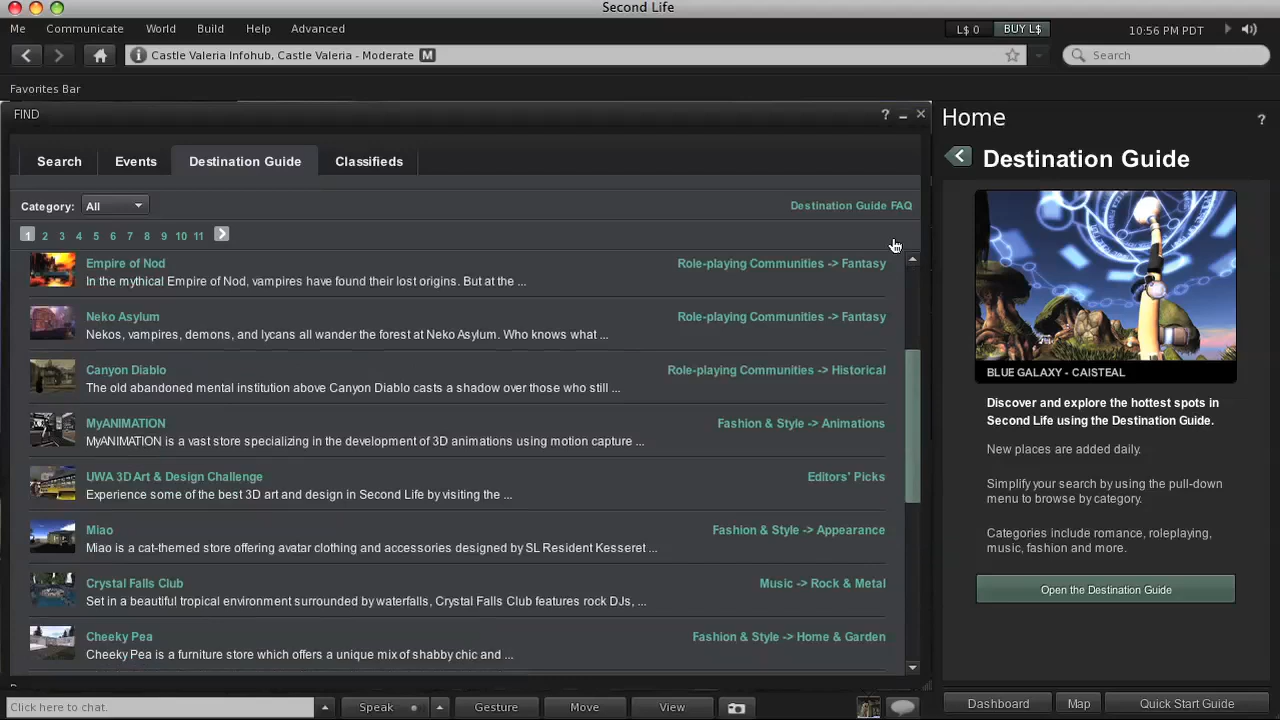 Second Life
Me Communicate World Build Help Advanced L$ 0 BUY L$ 10:56 PM PDT
Castle Valeria Infohub, Castle Valeria - Moderate M Search
Favorites Bar
FIND ?
Search Events Destination Guide Classifieds
Category: All Destination Guide FAQ
1 2 3 4 5 6 7 8 9 10 11
Empire of Nod Role-playing Communities -> Fantasy
In the mythical Empire of Nod, vampires have found their lost origins. But at the ...
Neko Asylum Role-playing Communities -> Fantasy
Nekos, vampires, demons, and lycans all wander the forest at Neko Asylum. Who knows what ...
Canyon Diablo Role-playing Communities -> Historical
The old abandoned mental institution above Canyon Diablo casts a shadow over those who still ...
MyANIMATION Fashion & Style -> Animations
MyANIMATION is a vast store specializing in the development of 3D animations using motion capture ...
UWA 3D Art & Design Challenge Editors' Picks
Experience some of the best 3D art and design in Second Life by visiting the ...
Miao Fashion & Style -> Appearance
Miao is a cat-themed store offering avatar clothing and accessories designed by SL Resident Kesseret ...
Crystal Falls Club Music -> Rock & Metal
Set in a beautiful tropical environment surrounded by waterfalls, Crystal Falls Club features rock DJs, ...
Cheeky Pea Fashion & Style -> Home & Garden
Cheeky Pea is a furniture store which offers a unique mix of shabby chic and ...
Home ?
Destination Guide
BLUE GALAXY - CAISTEAL
Discover and explore the hottest spots in
Second Life using the Destination Guide.
New places are added daily.
Simplify your search by using the pull-down
menu to browse by category.
Categories include romance, roleplaying,
music, fashion and more.
Open the Destination Guide
Click here to chat. Speak Gesture Move View Dashboard Map Quick Start Guide